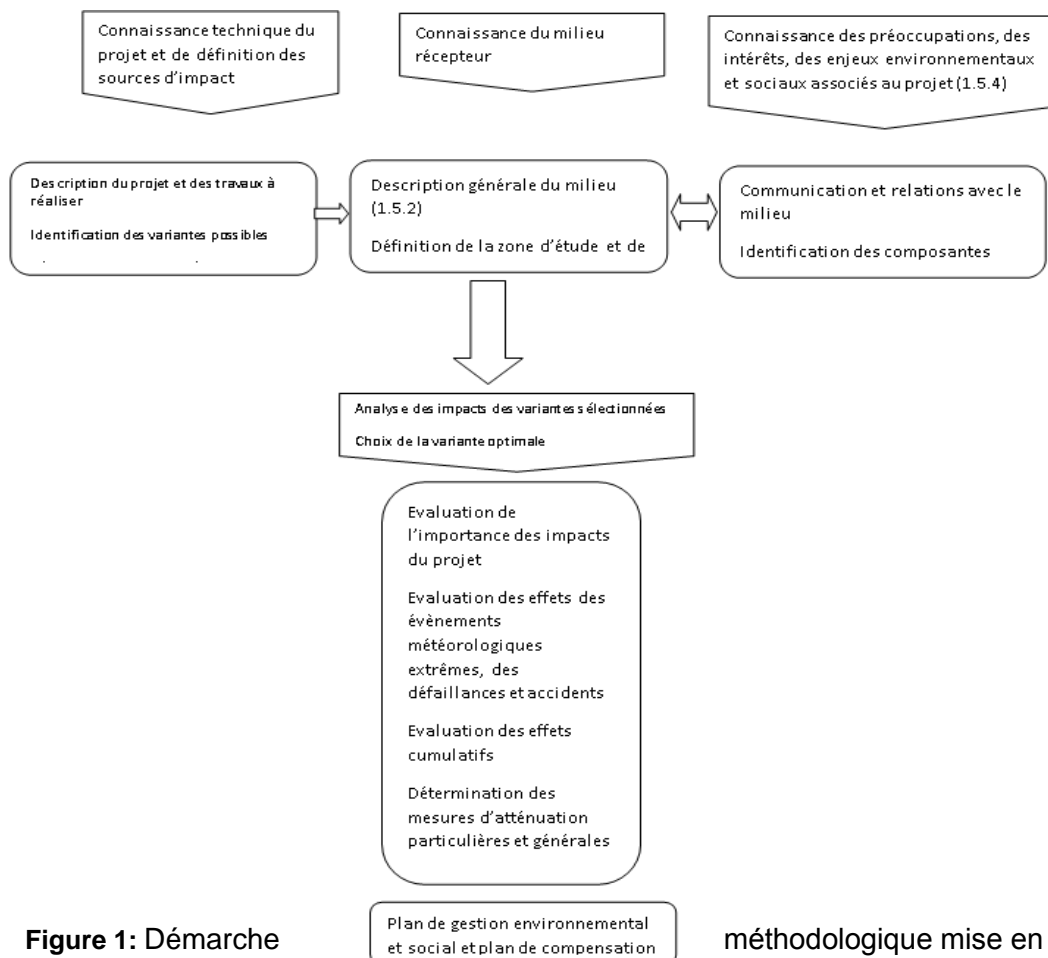 Connaissance technique du
projet et de définition des
sources d'impact
Connaissance du milieu
récepteur
Connaissance des préoccupations, des
intérêts, des enjeux environnementaux
et sociaux associés au projet (1.5.4)
Description du projet et des travaux à
réaliser
Identification des variantes possibles
Description générale du milieu
(1.5.2)
Définition de la zone d'étude et de
Communication et relations avec le
milieu
Identification des composantes
Analyse des impacts des variantes sélectionnées
Choix de la variante optimale
Evaluation de
l'importance des impacts
du projet
Evaluation des effets des
évènements
météorologiques
extrêmes, des
défaillances et accidents
Evaluation des effets
cumulatifs
Détermination des
mesures d'atténuation
particulières et générales
Plan de gestion environnemental
et social et plan de compensation
Figure 1: Démarche méthodologique mise en